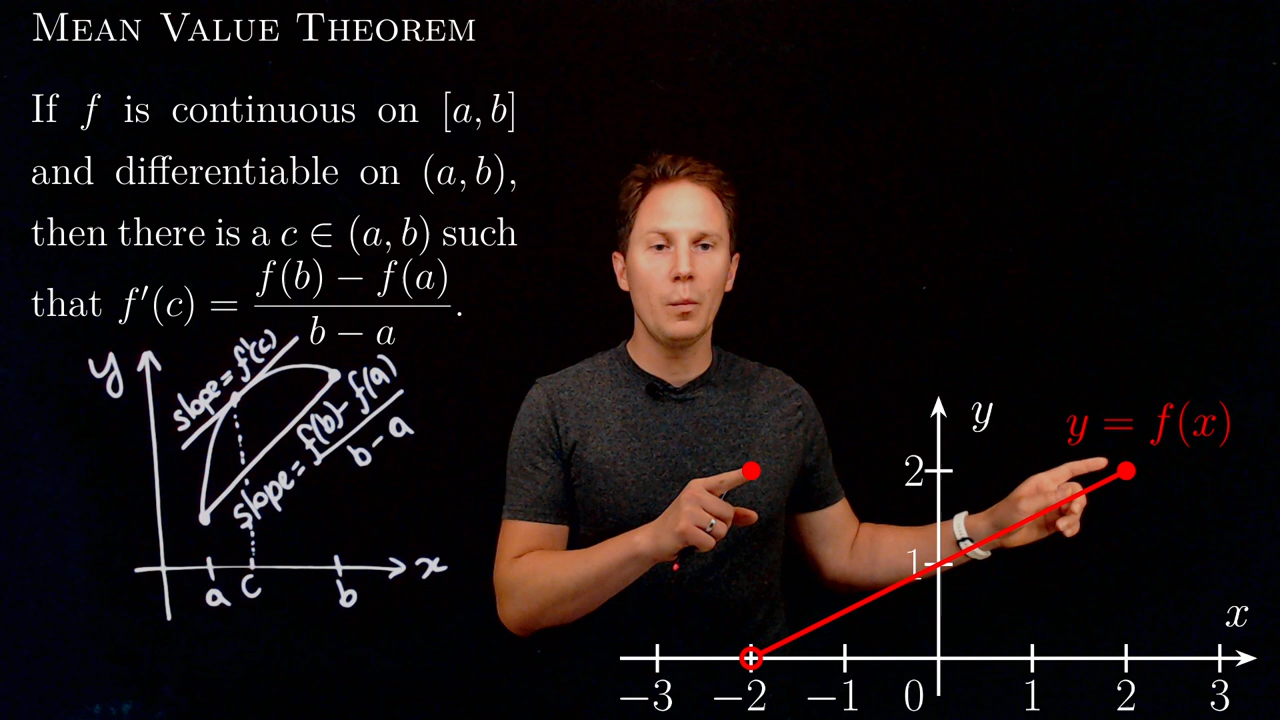 MEAN VALUE THEOREM
If f is continuous on [a, b]
and differentiable on (a, b),
then there is a c ∈ (a, b) such
that f′(c) = (f(b) − f(a))/(b − a).
y
slope = f'(c)
slope = (f(b) - f(a))/(b - a)
a c b x
y
y = f(x)
2
1
x
−3 −2 −1 0 1 2 3